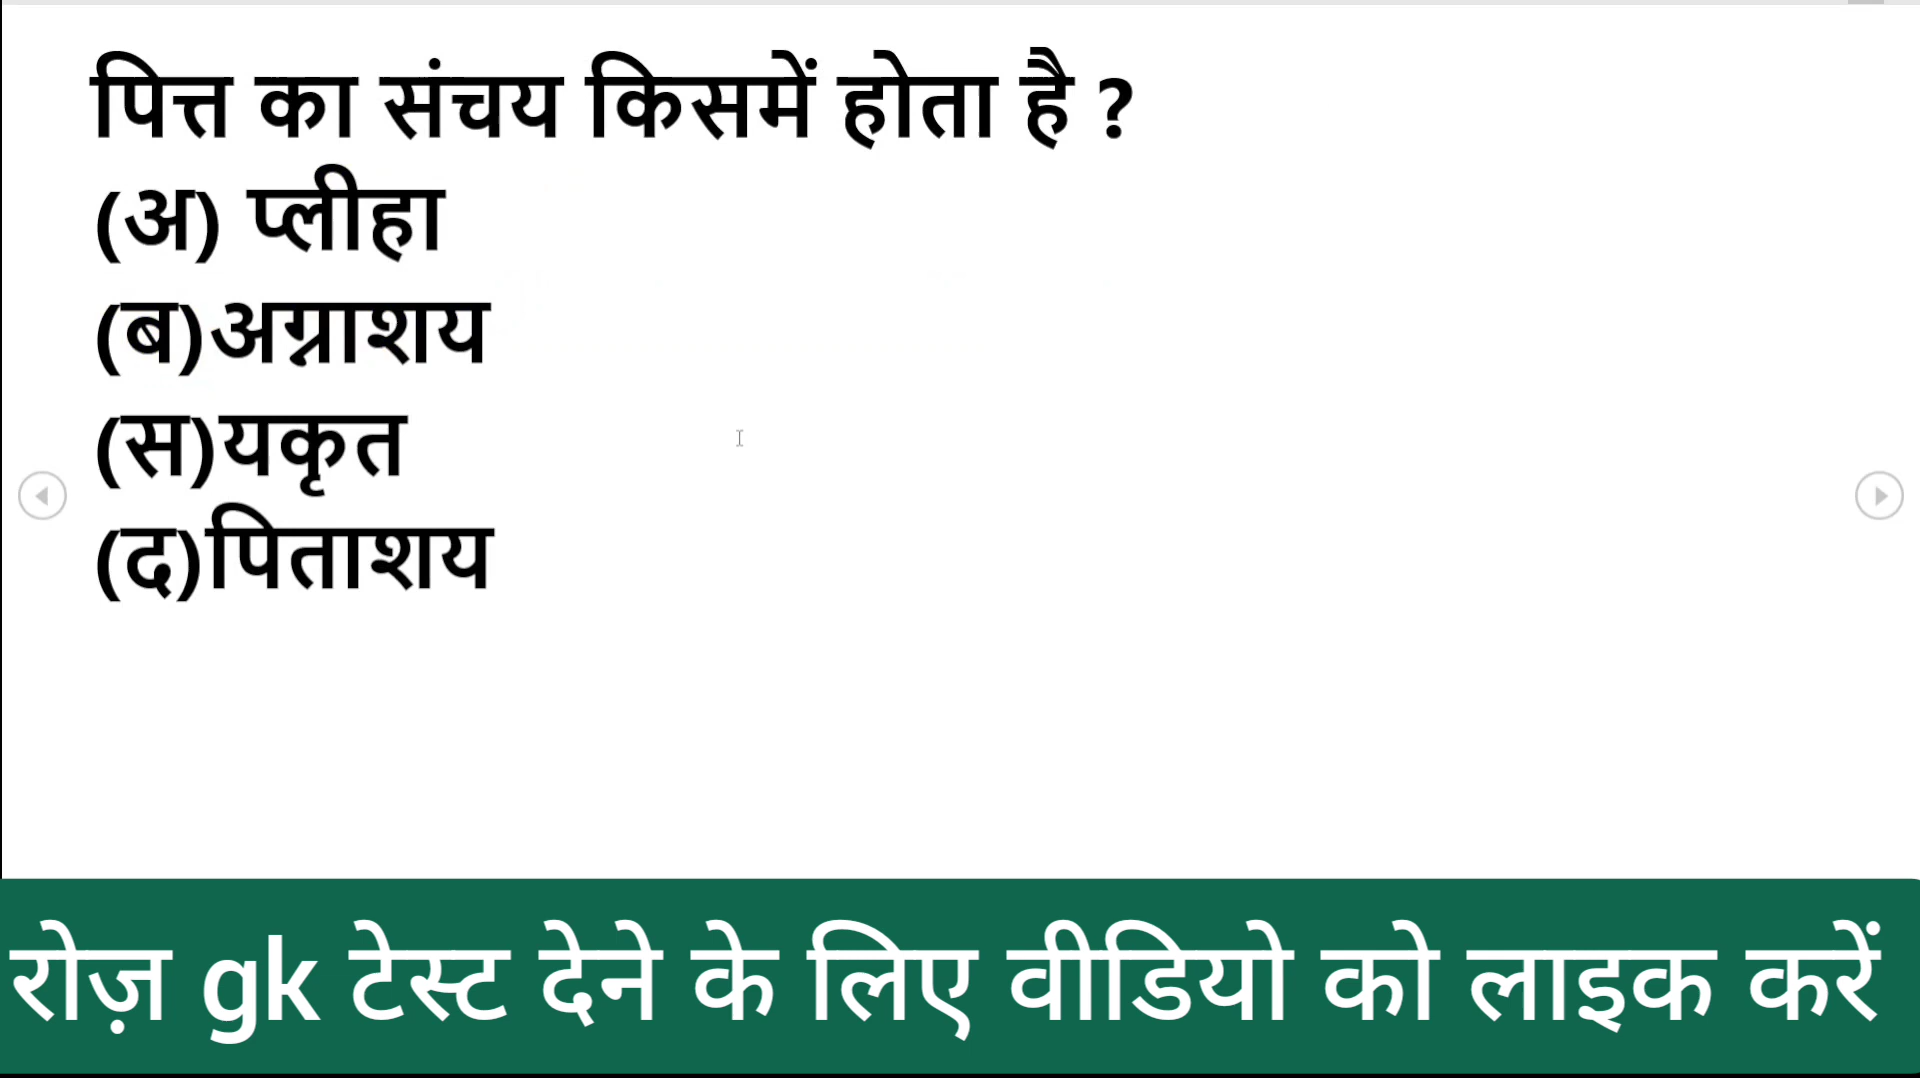 पित्त का संचय किसमें होता है ?
(अ) प्लीहा
(ब)अग्नाशय
(स)यकृत
(द)पिताशय
रोज़ gk टेस्ट देने के लिए वीडियो को लाइक करें